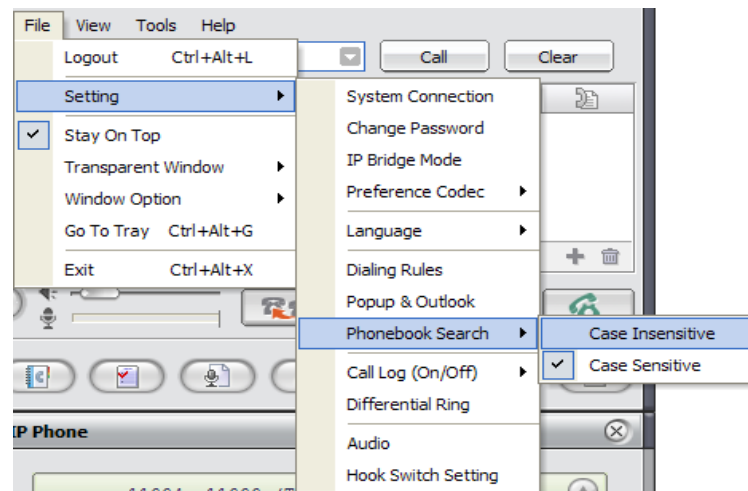 File View Tools Help
Logout Ctrl+Alt+L
Call Clear
Setting
Stay On Top
Transparent Window
Window Option
Go To Tray Ctrl+Alt+G
Exit Ctrl+Alt+X
System Connection
Change Password
IP Bridge Mode
Preference Codec
Language
Dialing Rules
Popup & Outlook
Phonebook Search
Call Log (On/Off)
Differential Ring
Audio
Hook Switch Setting
Case Insensitive
Case Sensitive
IP Phone